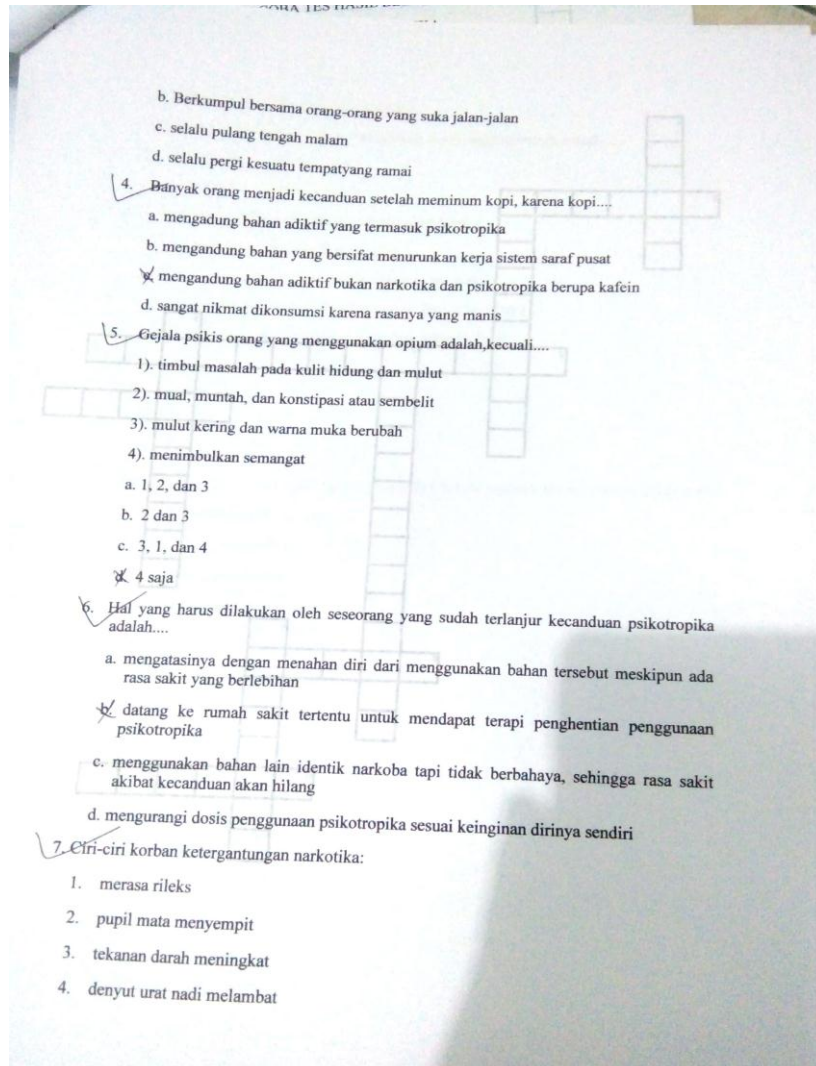 b. Berkumpul bersama orang-orang yang suka jalan-jalan
c. selalu pulang tengah malam
d. selalu pergi kesuatu tempatyang ramai
4. Banyak orang menjadi kecanduan setelah meminum kopi, karena kopi....
a. mengadung bahan adiktif yang termasuk psikotropika
b. mengandung bahan yang bersifat menurunkan kerja sistem saraf pusat
c. mengandung bahan adiktif bukan narkotika dan psikotropika berupa kafein
d. sangat nikmat dikonsumsi karena rasanya yang manis
5. Gejala psikis orang yang menggunakan opium adalah,kecuali....
1). timbul masalah pada kulit hidung dan mulut
2). mual, muntah, dan konstipasi atau sembelit
3). mulut kering dan warna muka berubah
4). menimbulkan semangat
a. 1, 2, dan 3
b. 2 dan 3
c. 3, 1, dan 4
d. 4 saja
6. Hal yang harus dilakukan oleh seseorang yang sudah terlanjur kecanduan psikotropika
adalah....
a. mengatasinya dengan menahan diri dari menggunakan bahan tersebut meskipun ada
rasa sakit yang berlebihan
b. datang ke rumah sakit tertentu untuk mendapat terapi penghentian penggunaan
psikotropika
c. menggunakan bahan lain identik narkoba tapi tidak berbahaya, sehingga rasa sakit
akibat kecanduan akan hilang
d. mengurangi dosis penggunaan psikotropika sesuai keinginan dirinya sendiri
7. Ciri-ciri korban ketergantungan narkotika:
1. merasa rileks
2. pupil mata menyempit
3. tekanan darah meningkat
4. denyut urat nadi melambat